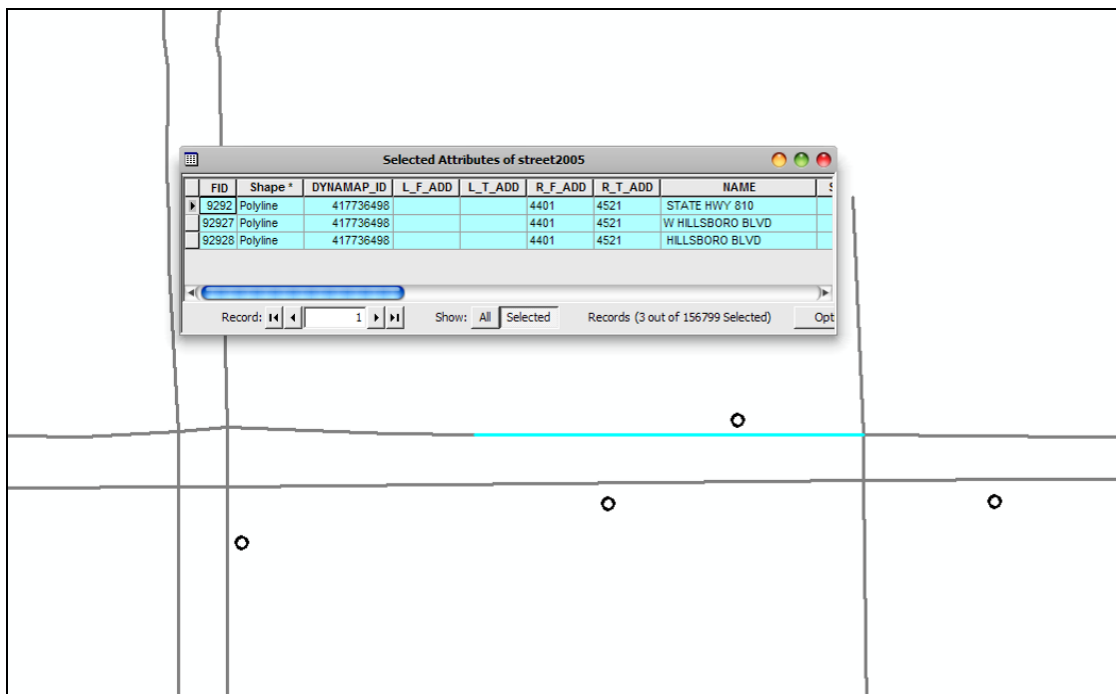 Selected Attributes of street2005
FID Shape * DYNAMAP_ID L_F_ADD L_T_ADD R_F_ADD R_T_ADD NAME S
9292 Polyline 417736498 4401 4521 STATE HWY 810
92927 Polyline 417736498 4401 4521 W HILLSBORO BLVD
92928 Polyline 417736498 4401 4521 HILLSBORO BLVD
Record: 1 Show: All Selected Records (3 out of 156799 Selected) Opt